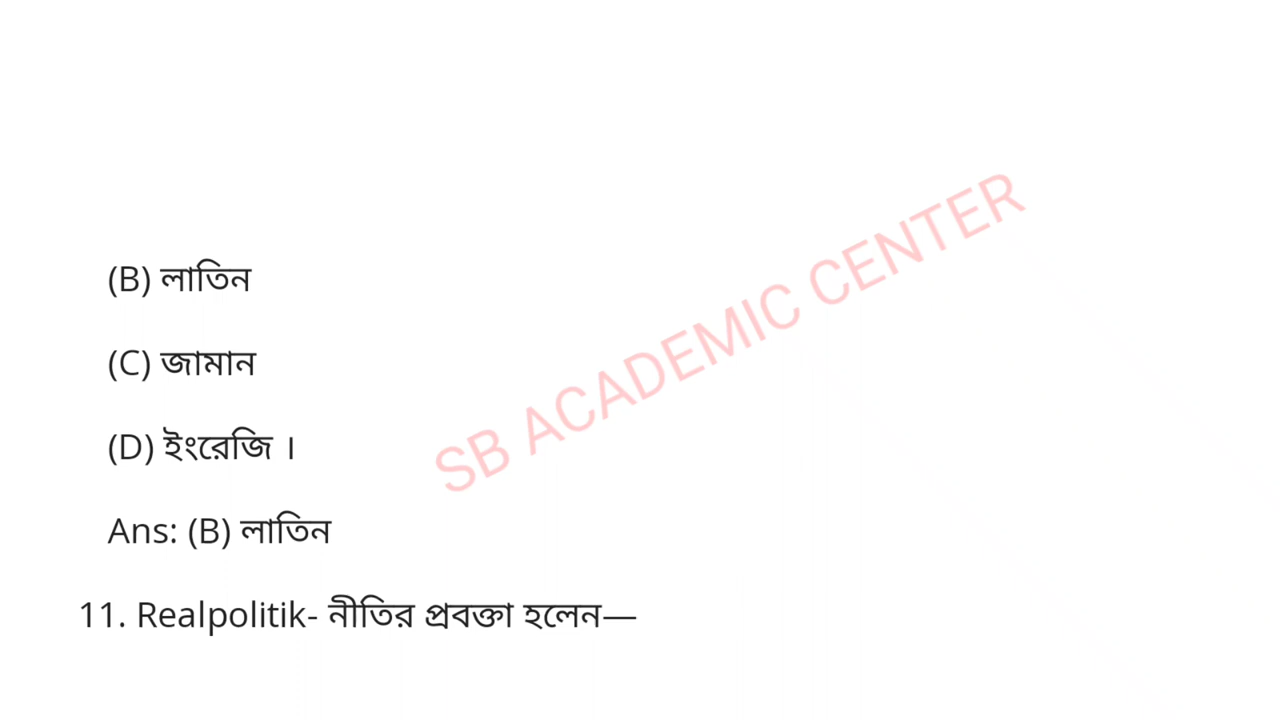 (B) লাতিন
(C) জামান
(D) ইংরেজি ।
Ans: (B) লাতিন
11. Realpolitik- নীতির প্রবক্তা হলেন—
SB ACADEMIC CENTER